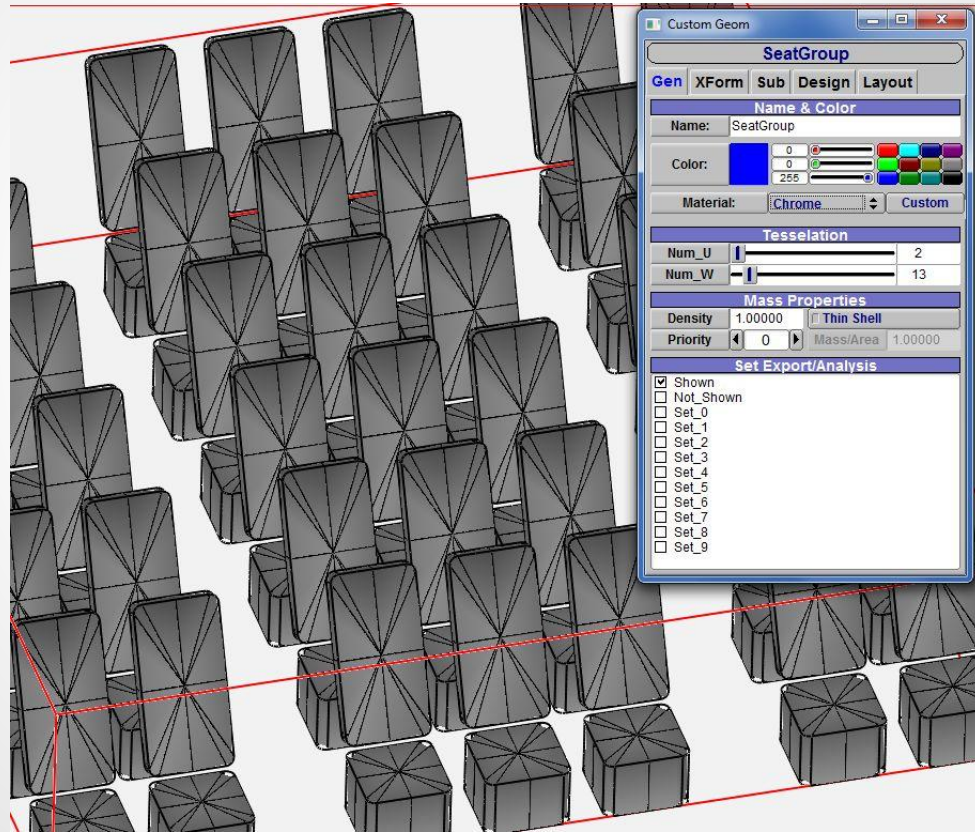 Custom Geom
SeatGroup
Gen XForm Sub Design Layout
Name & Color
Name: SeatGroup
Color: 0
0
255
Material: Chrome Custom
Tesselation
Num_U 2
Num_W 13
Mass Properties
Density 1.00000 Thin Shell
Priority 0 Mass/Area 1.00000
Set Export/Analysis
Shown
Not_Shown
Set_0
Set_1
Set_2
Set_3
Set_4
Set_5
Set_6
Set_7
Set_8
Set_9